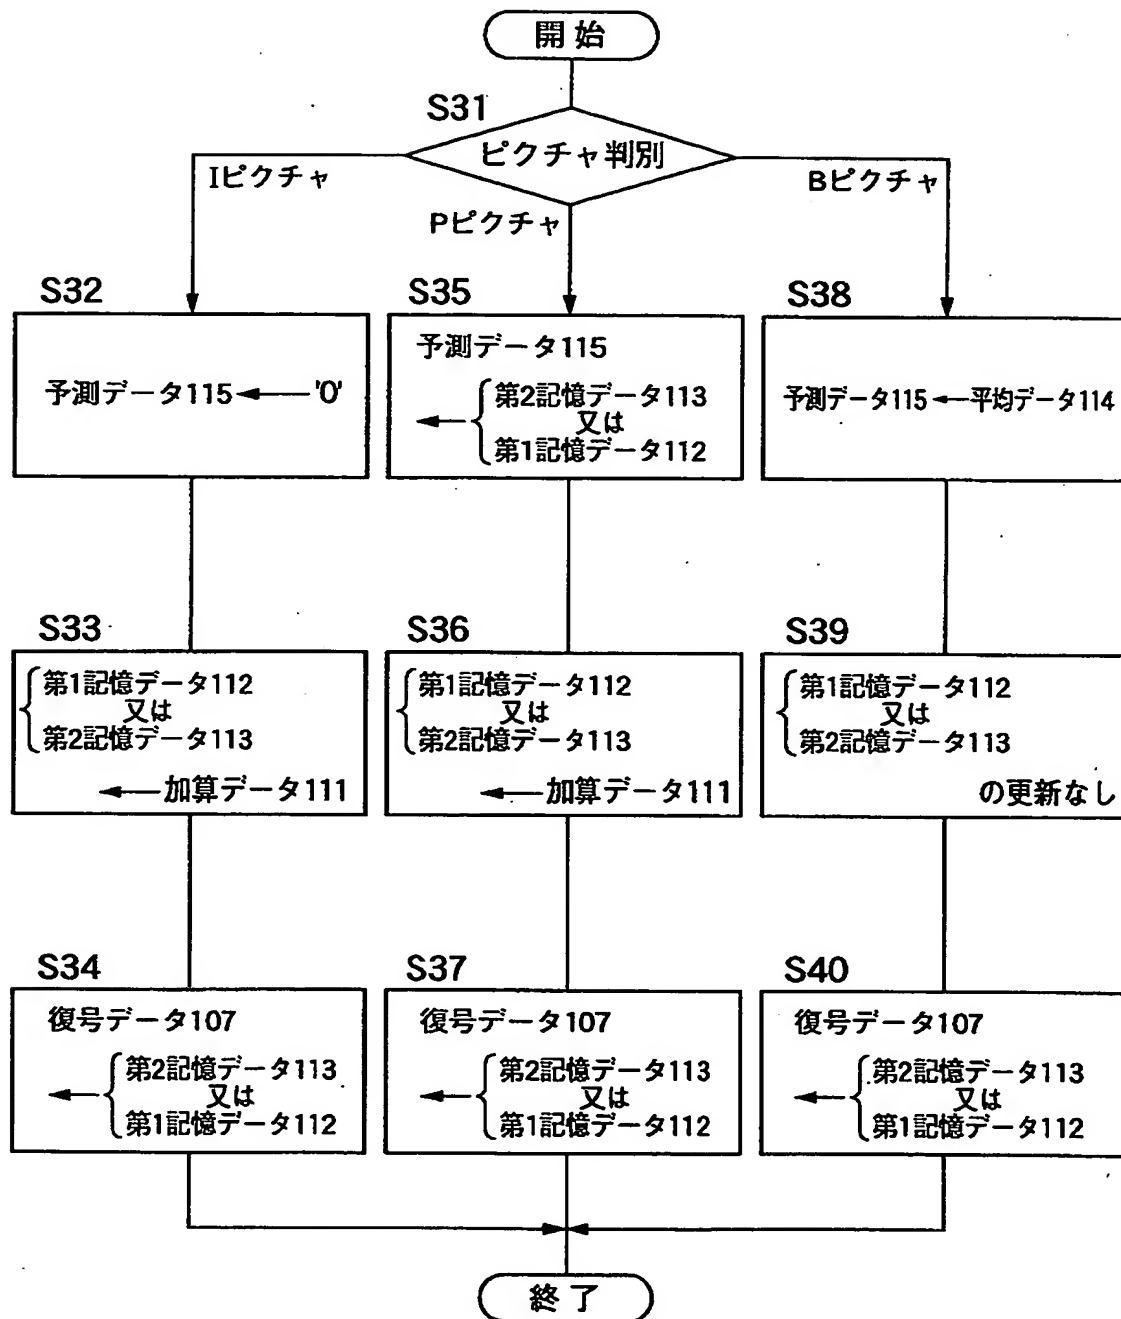 開始
S31
ピクチャ判別
Iピクチャ
Pピクチャ
Bピクチャ
S32
予測データ115 ← '0'
S35
予測データ115
← { 第2記憶データ113
又は
第1記憶データ112
S38
予測データ115←平均データ114
S33
第1記憶データ112
又は
第2記憶データ113
←加算データ111
S36
第1記憶データ112
又は
第2記憶データ113
←加算データ111
S39
第1記憶データ112
又は
第2記憶データ113
の更新なし
S34
復号データ107
← { 第2記憶データ113
又は
第1記憶データ112
S37
復号データ107
← { 第2記憶データ113
又は
第1記憶データ112
S40
復号データ107
← { 第2記憶データ113
又は
第1記憶データ112
終了